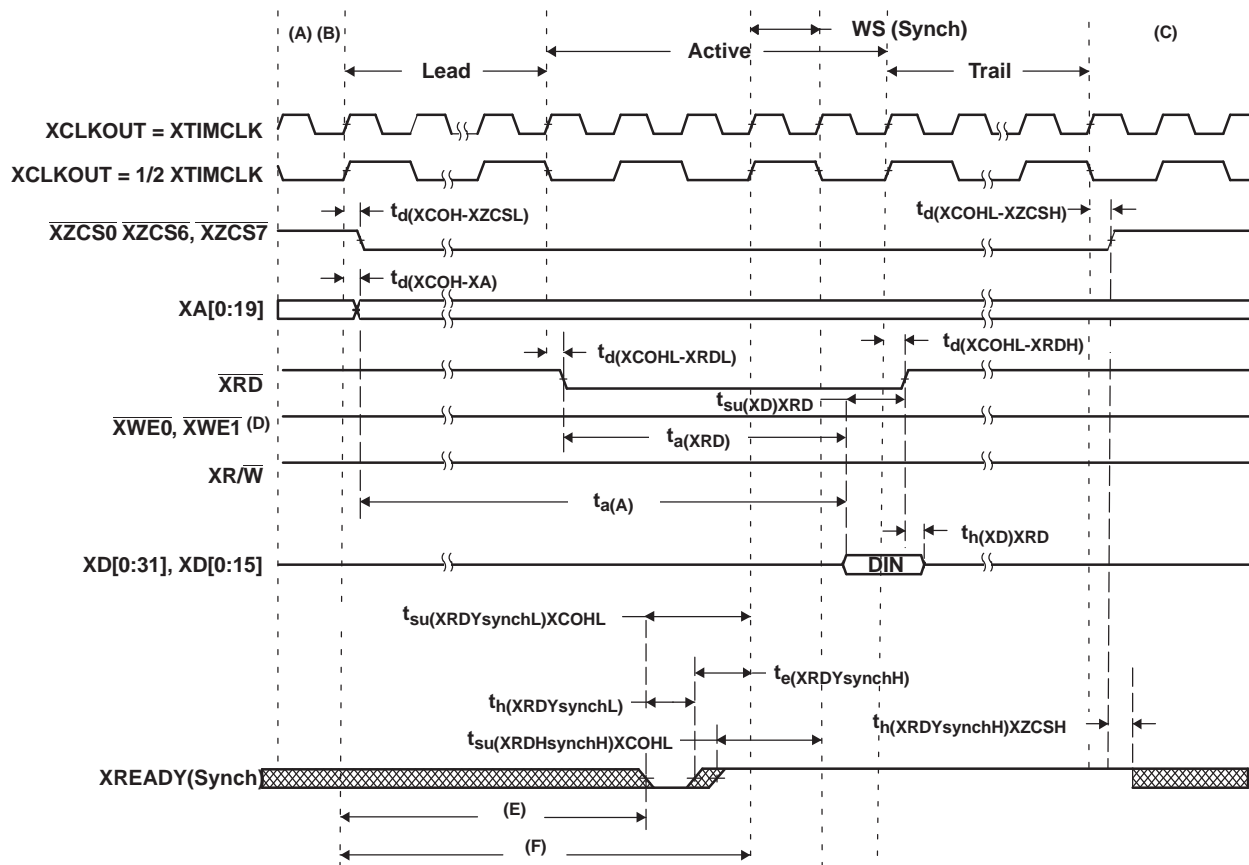 (A) (B)
WS (Synch)
(C)
Active
Lead
Trail
XCLKOUT = XTIMCLK
XCLKOUT = 1/2 XTIMCLK
td(XCOH-XZCSL)
td(XCOHL-XZCSH)
XZCS0 XZCS6, XZCS7
td(XCOH-XA)
XA[0:19]
td(XCOHL-XRDL)
td(XCOHL-XRDH)
XRD
tsu(XD)XRD
XWE0, XWE1 (D)
ta(XRD)
XR/W
ta(A)
th(XD)XRD
XD[0:31], XD[0:15]
DIN
tsu(XRDYsynchL)XCOHL
te(XRDYsynchH)
th(XRDYsynchL)
th(XRDYsynchH)XZCSH
tsu(XRDHsynchH)XCOHL
XREADY(Synch)
(E)
(F)